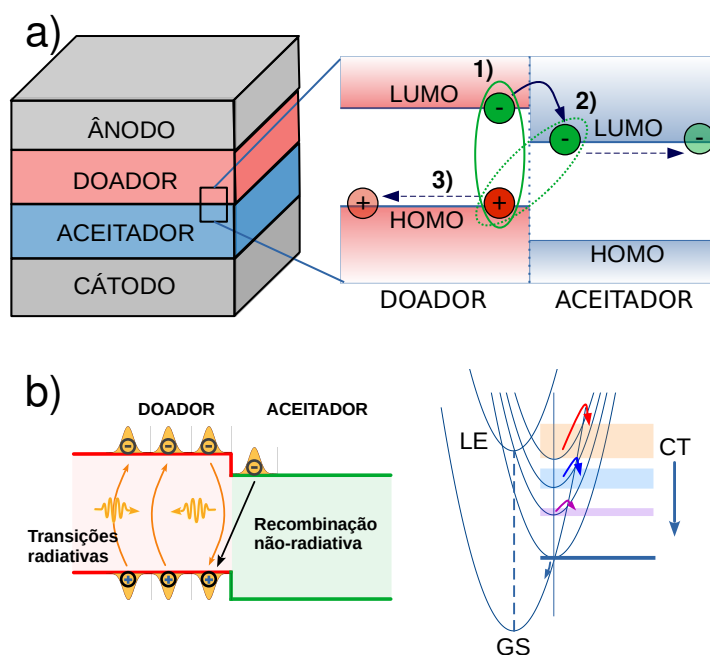 a)
ÂNODO
DOADOR
ACEITADOR
CÁTODO
1)
2)
3)
LUMO
LUMO
-
-
-
+
+
HOMO
HOMO
DOADOR
ACEITADOR
b)
DOADOR
ACEITADOR
-
-
-
-
Transições
radiativas
Recombinação
não-radiativa
+
+
+
LE
CT
GS